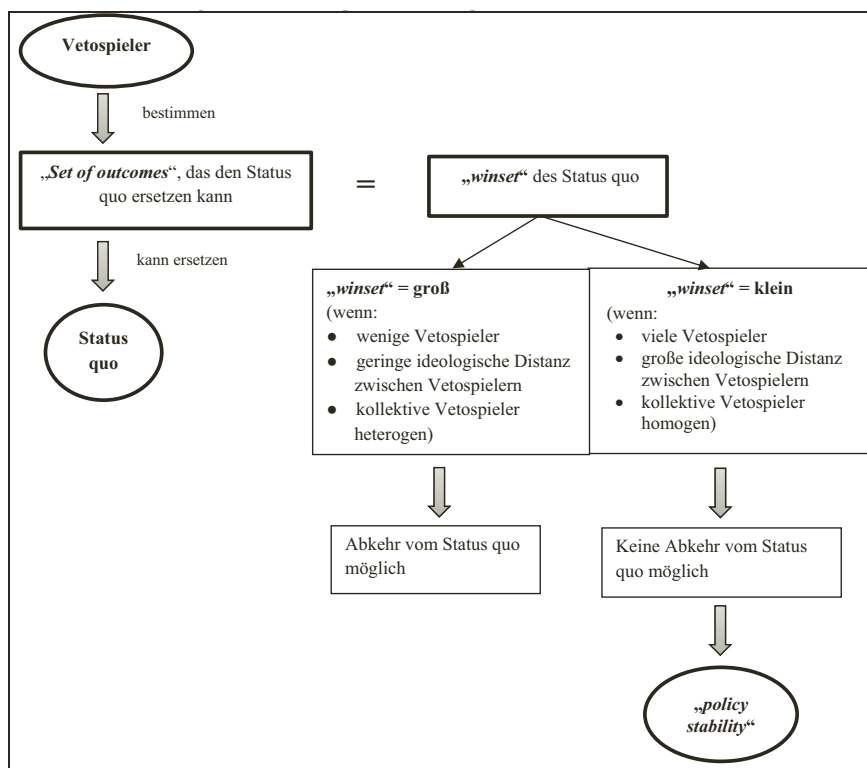 Vetospieler
bestimmen
„Set of outcomes“, das den Status
quo ersetzen kann
=
„winset“ des Status quo
kann ersetzen
Status
quo
„winset“ = groß
(wenn:
● wenige Vetospieler
● geringe ideologische Distanz
zwischen Vetospielern
● kollektive Vetospieler
heterogen)
„winset“ = klein
(wenn:
• viele Vetospieler
• große ideologische Distanz
zwischen Vetospielern
• kollektive Vetospieler
homogen)
Abkehr vom Status quo
möglich
Keine Abkehr vom Status
quo möglich
„policy
stability“